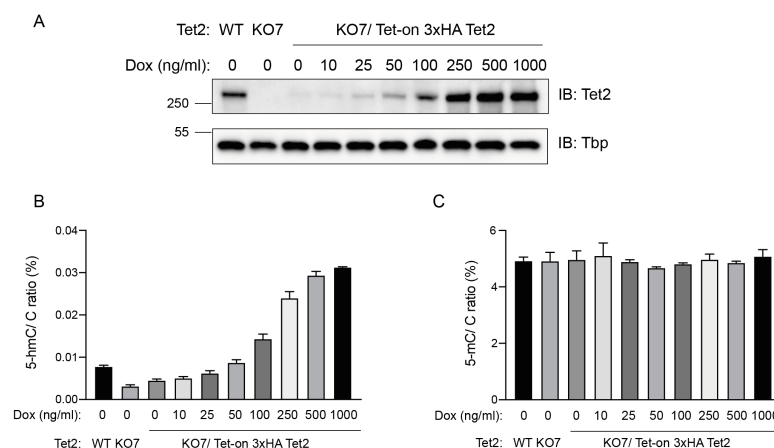 A
Tet2: WT KO7 KO7/ Tet-on 3xHA Tet2
Dox (ng/ml): 0 0 0 10 25 50 100 250 500 1000
IB: Tet2
250
55
IB: Tbp
B
0.04
0.03
0.02
0.01
0.00
5-hmC/ C ratio (%)
Dox (ng/ml): 0 0 0 10 25 50 100 250 500 1000
Tet2: WT KO7 KO7/ Tet-on 3xHA Tet2
C
6
4
2
0
5-mC/ C ratio (%)
Dox (ng/ml): 0 0 0 10 25 50 100 250 500 1000
Tet2: WT KO7 KO7/ Tet-on 3xHA Tet2